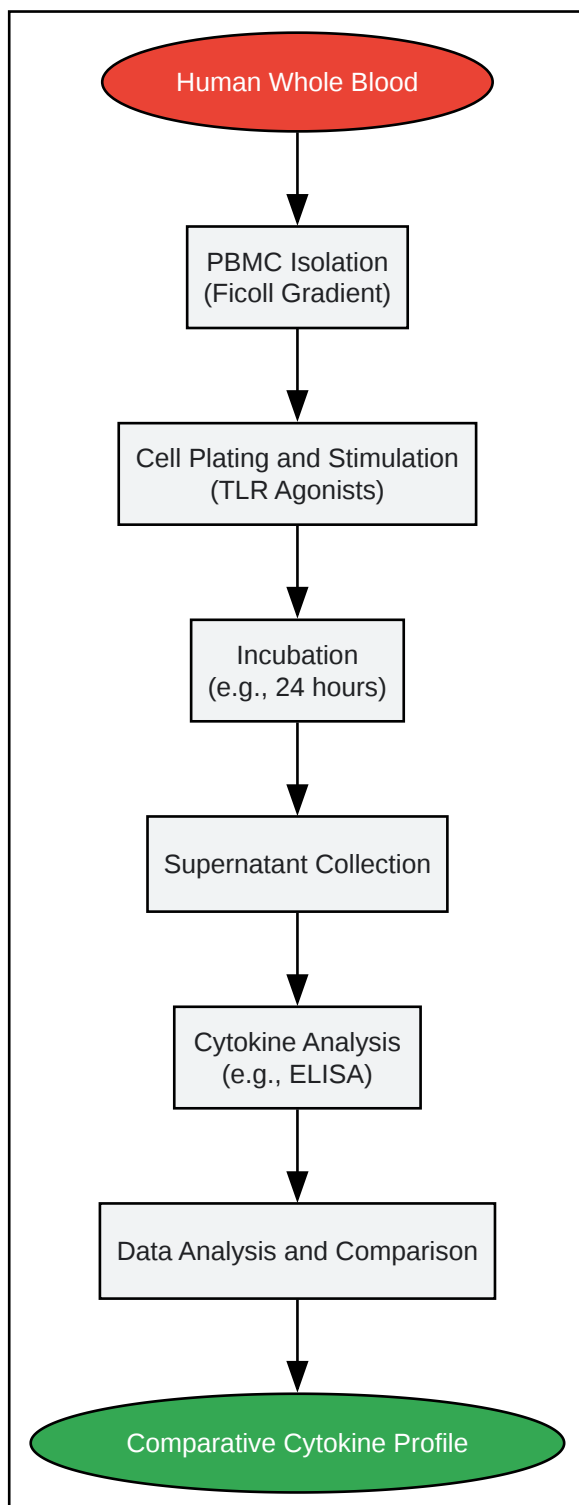 Human Whole Blood
PBMC Isolation
(Ficoll Gradient)
Cell Plating and Stimulation
(TLR Agonists)
Incubation
(e.g., 24 hours)
Supernatant Collection
Cytokine Analysis
(e.g., ELISA)
Data Analysis and Comparison
Comparative Cytokine Profile